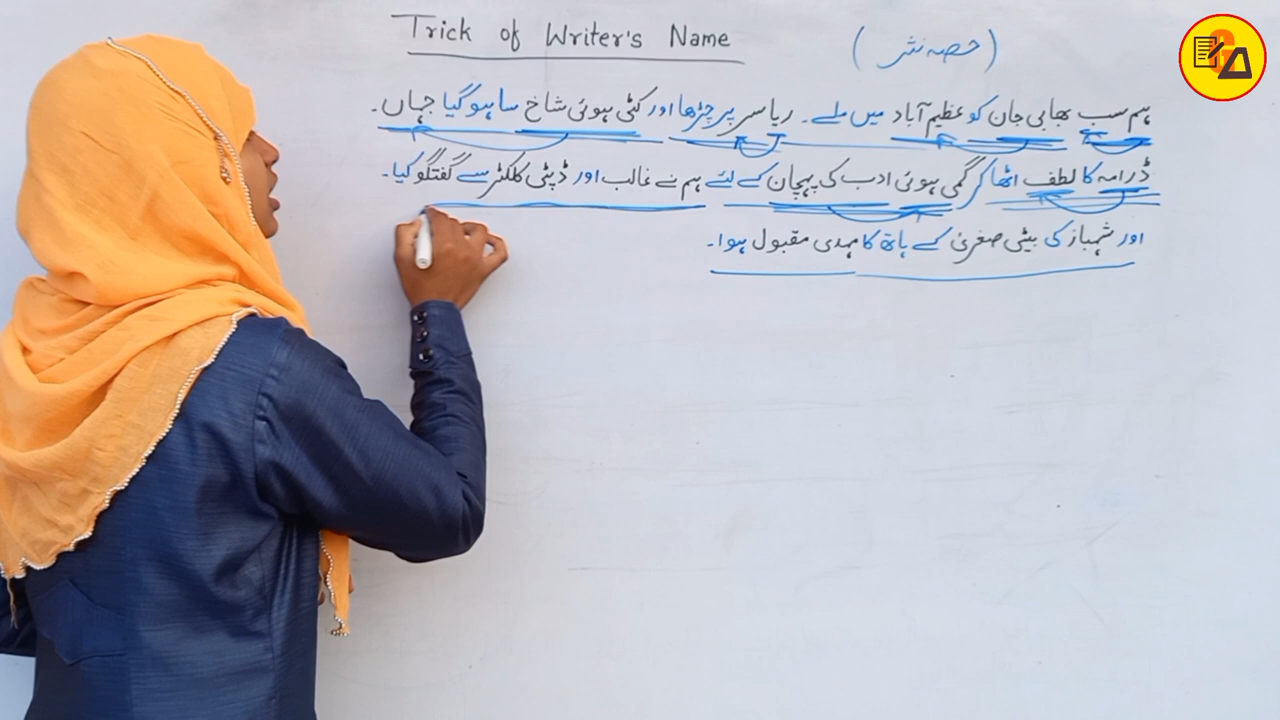 Trick of Writer's Name (حصہ نثر)
ہم سب بھابی جان کو عظیم آباد میں ملے۔ ریاسر پر چڑھا اور کٹی ہوئی شاخ سا ہو گیا جہاں۔
ڈرامہ کا لطف اٹھا کر گمی ہوئی ادب کی پہچان کے لئے ہم نے غالب اور ڈپٹی کلکٹر سے گفتگو کیا۔
اور شہباز کی بیٹی صغریٰ کے ہاتھ کا مہدی مقبول ہوا۔